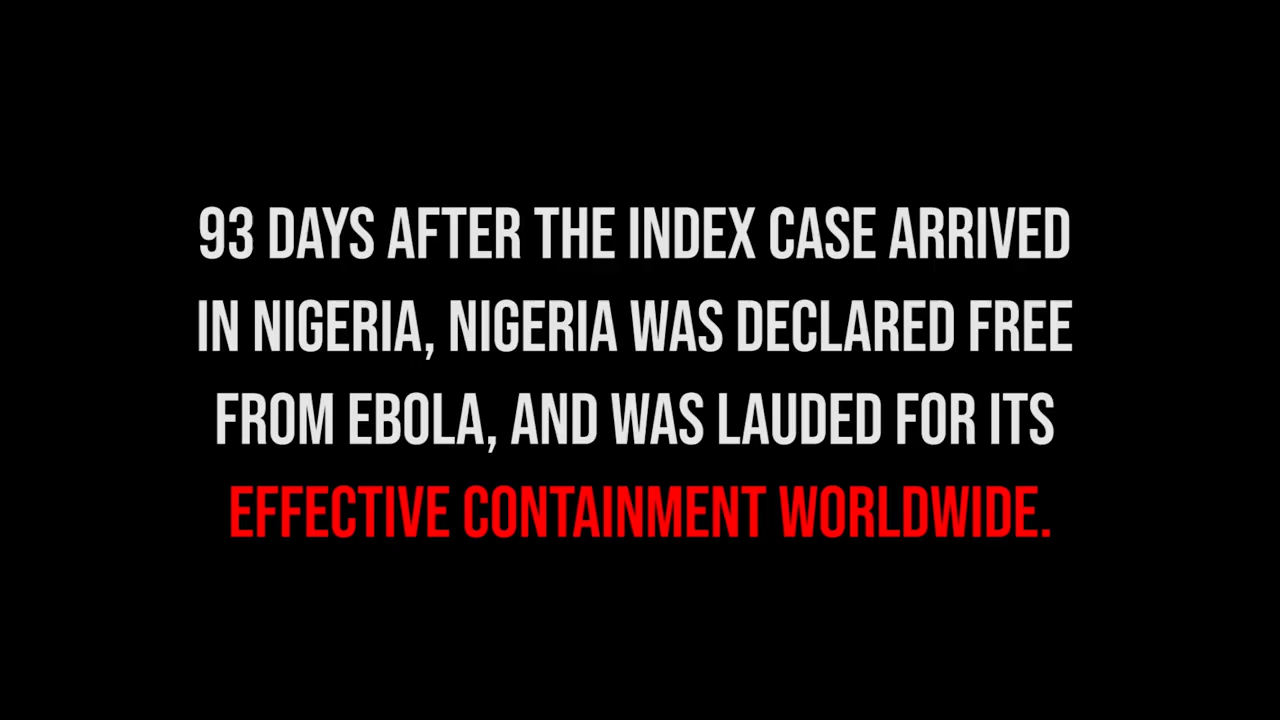 93 DAYS AFTER THE INDEX CASE ARRIVED
IN NIGERIA, NIGERIA WAS DECLARED FREE
FROM EBOLA, AND WAS LAUDED FOR ITS
EFFECTIVE CONTAINMENT WORLDWIDE.